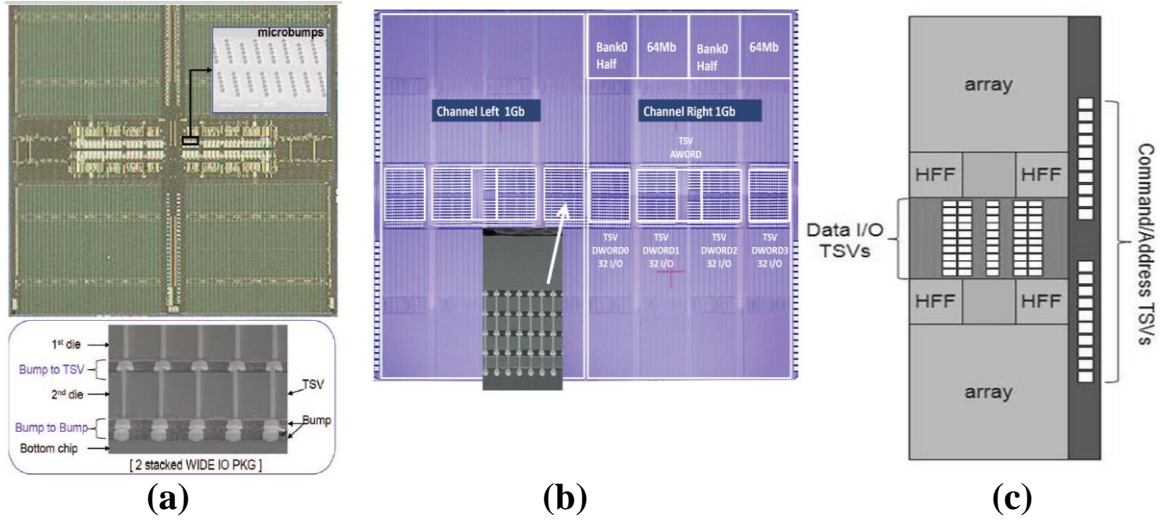 microbumps
1st die
Bump to TSV
2nd die
TSV
Bump
Bump to Bump
Bottom chip
[ 2 stacked WIDE IO PKG ]
(a)
Bank0 Half
64Mb
Bank0 Half
64Mb
Channel Left 1Gb
Channel Right 1Gb
TSV
AWORD
TSV DWORD0 32 I/O
TSV DWORD1 32 I/O
TSV DWORD2 32 I/O
TSV DWORD3 32 I/O
(b)
array
HFF
HFF
Data I/O
TSVs
HFF
HFF
array
Command/Address TSVs
(c)